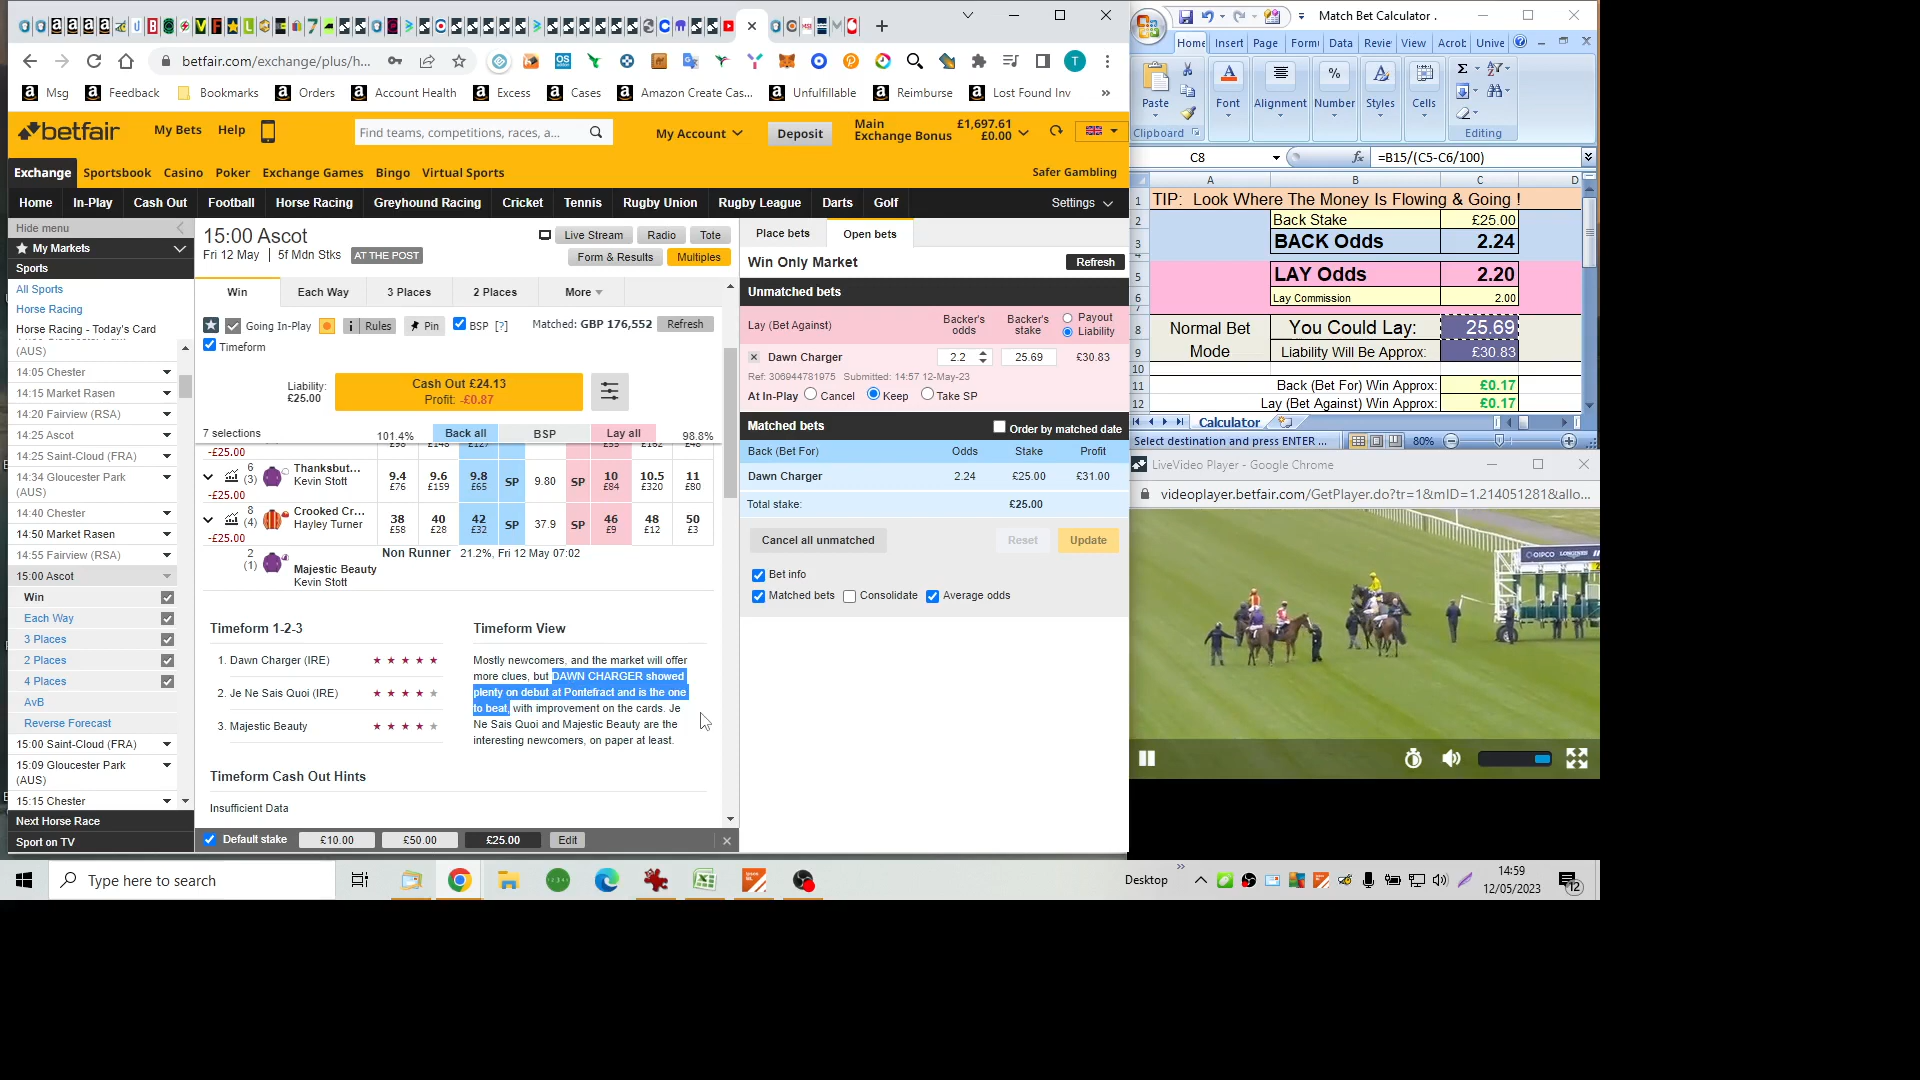 betfair.com/exchange/plus/h...
T
Msg
Feedback
Bookmarks
Orders
Account Health
Excess
Cases
Amazon Create Cas...
Unfulfillable
Reimburse
Lost Found Inv
»
betfair
My Bets
Help
Find teams, competitions, races, a...
My Account
Deposit
Main £1,697.61
Exchange Bonus £0.00
Exchange
Sportsbook
Casino
Poker
Exchange Games
Bingo
Virtual Sports
Safer Gambling
Home
In-Play
Cash Out
Football
Horse Racing
Greyhound Racing
Cricket
Tennis
Rugby Union
Rugby League
Darts
Golf
Settings
Hide menu
My Markets
Sports
All Sports
Horse Racing
Horse Racing - Today's Card
(AUS)
14:05 Chester
14:15 Market Rasen
14:20 Fairview (RSA)
14:25 Ascot
14:25 Saint-Cloud (FRA)
14:34 Gloucester Park
(AUS)
14:40 Chester
14:50 Market Rasen
14:55 Fairview (RSA)
15:00 Ascot
Win
Each Way
3 Places
2 Places
4 Places
AvB
Reverse Forecast
15:00 Saint-Cloud (FRA)
15:09 Gloucester Park
(AUS)
15:15 Chester
Next Horse Race
Sport on TV
15:00 Ascot
Fri 12 May | 5f Mdn Stks AT THE POST
Live Stream
Radio
Tote
Form & Results
Multiples
Win
Each Way
3 Places
2 Places
More
Going In-Play
Rules
Pin
BSP [?]
Matched: GBP 176,552
Refresh
Timeform
Liability:
£25.00
Cash Out £24.13
Profit: -£0.87
7 selections
101.4%
Back all
BSP
Lay all
98.8%
-£25.00
6
(3)
Thanksbut...
Kevin Stott
-£25.00
9.4 9.6 9.8 SP 9.80 SP 10 10.5 11
£76 £159 £65 £84 £320 £80
8
(4)
Crooked Cr...
Hayley Turner
-£25.00
38 40 42 SP 37.9 SP 46 48 50
£58 £28 £32 £9 £12 £3
2
(1)
Non Runner 21.2%, Fri 12 May 07:02
Majestic Beauty
Kevin Stott
Timeform 1-2-3
1. Dawn Charger (IRE)
2. Je Ne Sais Quoi (IRE)
3. Majestic Beauty
Timeform View
Mostly newcomers, and the market will offer
more clues, but DAWN CHARGER showed
plenty on debut at Pontefract and is the one
to beat, with improvement on the cards. Je
Ne Sais Quoi and Majestic Beauty are the
interesting newcomers, on paper at least.
Timeform Cash Out Hints
Insufficient Data
Default stake
£10.00
£50.00
£25.00
Edit
Place bets
Open bets
Win Only Market
Refresh
Unmatched bets
Lay (Bet Against)
Backer's
odds
Backer's
stake
Payout
Liability
Dawn Charger
2.2
25.69
£30.83
Ref: 306944781975 Submitted: 14:57 12-May-23
At In-Play
Cancel
Keep
Take SP
Matched bets
Order by matched date
Back (Bet For)
Odds
Stake
Profit
Dawn Charger
2.24
£25.00
£31.00
Total stake:
£25.00
Cancel all unmatched
Reset
Update
Bet info
Matched bets
Consolidate
Average odds
Match Bet Calculator .
Home
Insert
Page
Formu
Data
Revie
View
Acrob
Unive
Paste
Font
Alignment
Number
Styles
Cells
Clipboard
Editing
C8
fx
=B15/(C5-C6/100)
A
B
C
D
1
TIP: Look Where The Money Is Flowing & Going !
2
Back Stake
£25.00
3
BACK Odds
2.24
4
5
LAY Odds
2.20
6
Lay Commission
2.00
7
8
Normal Bet
You Could Lay:
25.69
9
Mode
Liability Will Be Approx:
£30.83
10
11
Back (Bet For) Win Approx:
£0.17
12
Lay (Bet Against) Win Approx:
£0.17
Calculator
Select destination and press ENTER ...
80%
LiveVideo Player - Google Chrome
videoplayer.betfair.com/GetPlayer.do?tr=1&mID=1.214051281&allo...
QIPCO
LONGINES
Type here to search
Desktop
14:59
12/05/2023
12